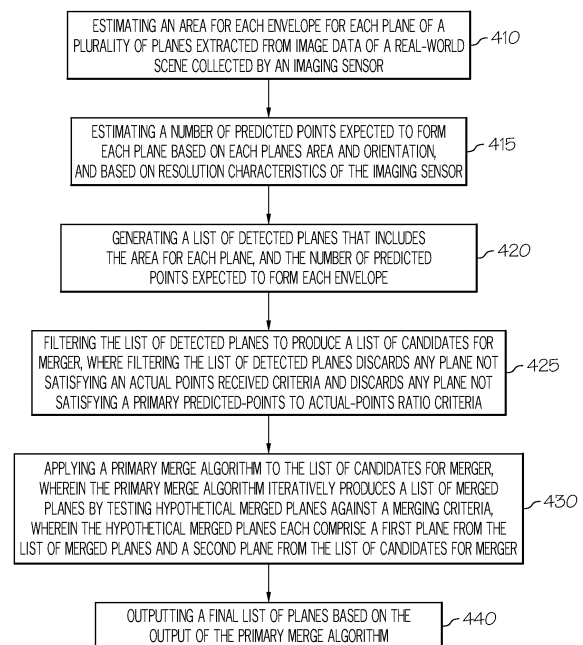 ESTIMATING AN AREA FOR EACH ENVELOPE FOR EACH PLANE OF A
PLURALITY OF PLANES EXTRACTED FROM IMAGE DATA OF A REAL-WORLD
SCENE COLLECTED BY AN IMAGING SENSOR
410
ESTIMATING A NUMBER OF PREDICTED POINTS EXPECTED TO FORM
EACH PLANE BASED ON EACH PLANES AREA AND ORIENTATION,
AND BASED ON RESOLUTION CHARACTERISTICS OF THE IMAGING SENSOR
415
GENERATING A LIST OF DETECTED PLANES THAT INCLUDES
THE AREA FOR EACH PLANE, AND THE NUMBER OF PREDICTED
POINTS EXPECTED TO FORM EACH ENVELOPE
420
FILTERING THE LIST OF DETECTED PLANES TO PRODUCE A LIST OF CANDIDATES FOR
MERGER, WHERE FILTERING THE LIST OF DETECTED PLANES DISCARDS ANY PLANE NOT
SATISFYING AN ACTUAL POINTS RECEIVED CRITERIA AND DISCARDS ANY PLANE NOT
SATISFYING A PRIMARY PREDICTED-POINTS TO ACTUAL-POINTS RATIO CRITERIA
425
APPLYING A PRIMARY MERGE ALGORITHM TO THE LIST OF CANDIDATES FOR MERGER,
WHEREIN THE PRIMARY MERGE ALGORITHM ITERATIVELY PRODUCES A LIST OF MERGED
PLANES BY TESTING HYPOTHETICAL MERGED PLANES AGAINST A MERGING CRITERIA,
WHEREIN THE HYPOTHETICAL MERGED PLANES EACH COMPRISE A FIRST PLANE FROM THE
LIST OF MERGED PLANES AND A SECOND PLANE FROM THE LIST OF CANDIDATES FOR MERGER
430
OUTPUTTING A FINAL LIST OF PLANES BASED ON THE
OUTPUT OF THE PRIMARY MERGE ALGORITHM
440